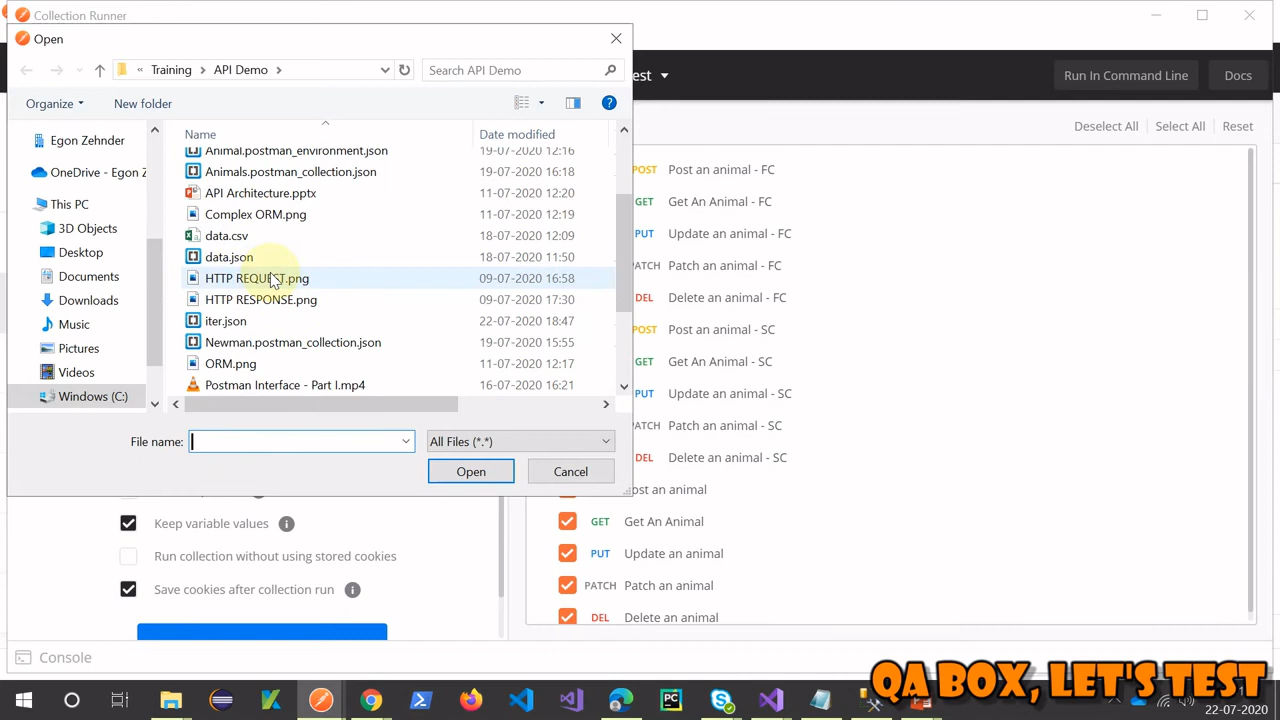 Collection Runner
Open
« Training > API Demo >
Search API Demo
est
Run In Command Line
Docs
Organize
New folder
Deselect All
Select All
Reset
Egon Zehnder
OneDrive - Egon Z
This PC
3D Objects
Desktop
Documents
Downloads
Music
Pictures
Videos
Windows (C:)
Name
Date modified
Animal.postman_environment.json 19-07-2020 12:16
Animals.postman_collection.json 19-07-2020 16:18
API Architecture.pptx 11-07-2020 12:20
Complex ORM.png 11-07-2020 12:19
data.csv 18-07-2020 12:09
data.json 18-07-2020 11:50
HTTP REQUEST.png 09-07-2020 16:58
HTTP RESPONSE.png 09-07-2020 17:30
iter.json 22-07-2020 18:47
Newman.postman_collection.json 19-07-2020 15:55
ORM.png 11-07-2020 12:17
Postman Interface - Part I.mp4 16-07-2020 16:21
File name:
All Files (*.*)
Open
Cancel
POST Post an animal - FC
GET Get An Animal - FC
PUT Update an animal - FC
PATCH Patch an animal - FC
DEL Delete an animal - FC
POST Post an animal - SC
GET Get An Animal - SC
PUT Update an animal - SC
PATCH Patch an animal - SC
DEL Delete an animal - SC
ost an animal
GET Get An Animal
PUT Update an animal
PATCH Patch an animal
DEL Delete an animal
Keep variable values
Run collection without using stored cookies
Save cookies after collection run
Console
QA BOX, LET'S TEST
22-07-2020